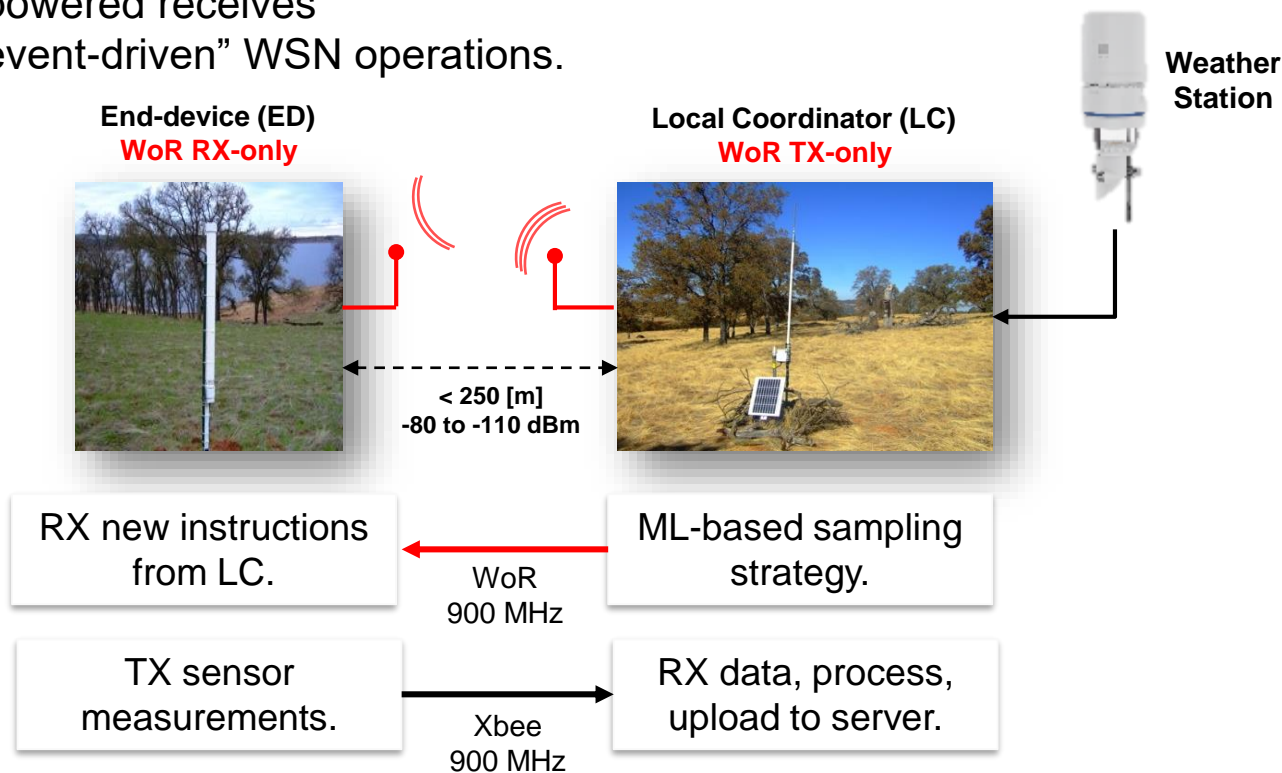 powered receives
event-driven” WSN operations.
Weather
Station
End-device (ED)
WoR RX-only
Local Coordinator (LC)
WoR TX-only
< 250 [m]
-80 to -110 dBm
RX new instructions
from LC.
WoR
900 MHz
ML-based sampling
strategy.
TX sensor
measurements.
Xbee
900 MHz
RX data, process,
upload to server.